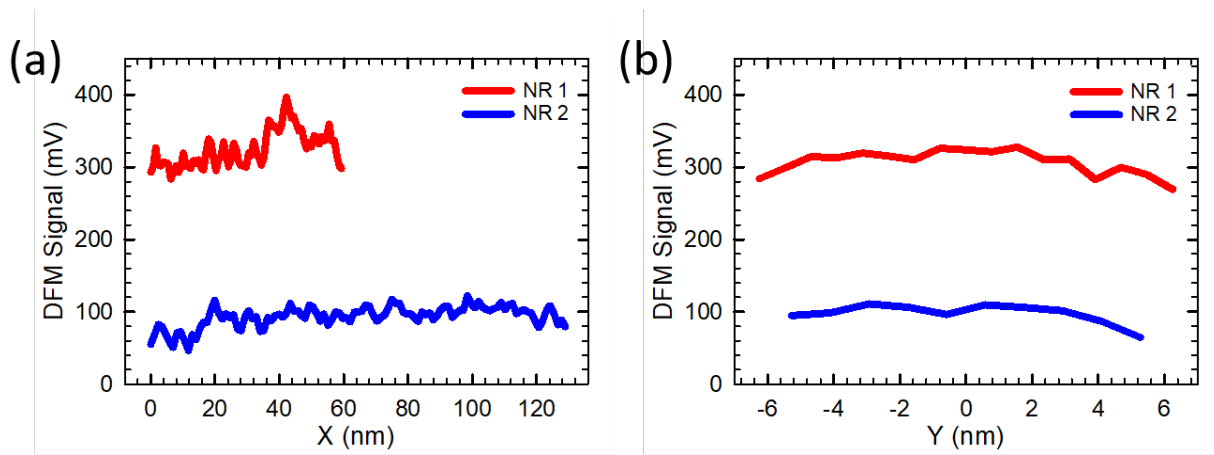 (a)
NR 1
NR 2
400
300
200
100
0
DFM Signal (mV)
0 20 40 60 80 100 120
X (nm)
(b)
NR 1
NR 2
400
300
200
100
0
DFM Signal (mV)
-6 -4 -2 0 2 4 6
Y (nm)